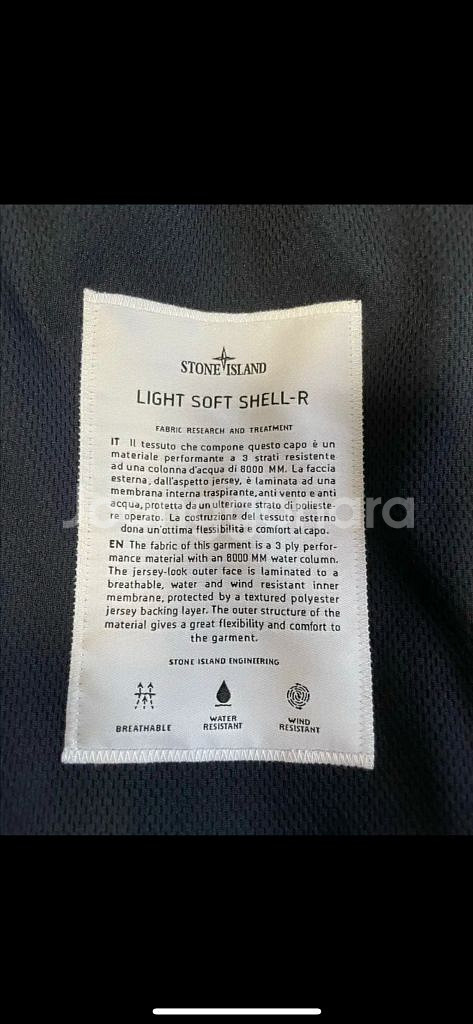 STONE ISLAND
LIGHT SOFT SHELL-R
FABRIC RESEARCH AND TREATMENT
IT Il tessuto che compone questo capo è un
materiale performante a 3 strati resistente
ad una colonna d'acqua di 8000 MM. La faccia
esterna, dall'aspetto jersey, è laminata ad una
membrana interna traspirante, anti vento e anti
acqua, protetta da un ulteriore strato di polieste-
re operato. La costruzione del tessuto esterno
dona un'ottima flessibilità e comfort al capo.
EN The fabric of this garment is a 3 ply perfor-
mance material with an 8000 MM water column.
The jersey-look outer face is laminated to a
breathable, water and wind resistant inner
membrane, protected by a textured polyester
jersey backing layer. The outer structure of the
material gives a great flexibility and comfort to
the garment.
STONE ISLAND ENGINEERING
BREATHABLE
WATER
RESISTANT
WIND
RESISTANT